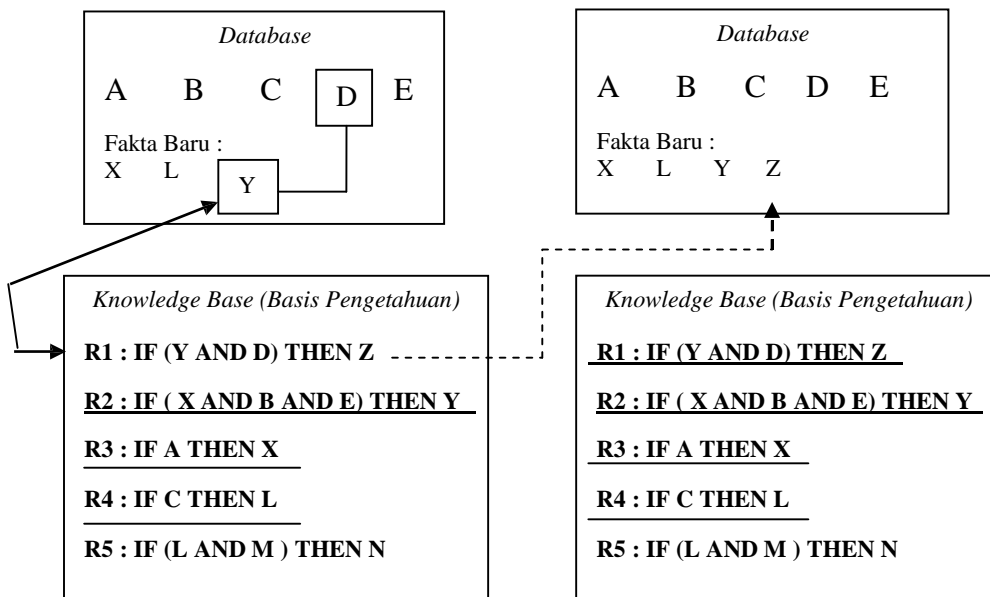 Database
A B C D E
Fakta Baru :
X L Y
Knowledge Base (Basis Pengetahuan)
R1 : IF (Y AND D) THEN Z
R2 : IF ( X AND B AND E) THEN Y
R3 : IF A THEN X
R4 : IF C THEN L
R5 : IF (L AND M ) THEN N
Database
A B C D E
Fakta Baru :
X L Y Z
Knowledge Base (Basis Pengetahuan)
R1 : IF (Y AND D) THEN Z
R2 : IF ( X AND B AND E) THEN Y
R3 : IF A THEN X
R4 : IF C THEN L
R5 : IF (L AND M ) THEN N